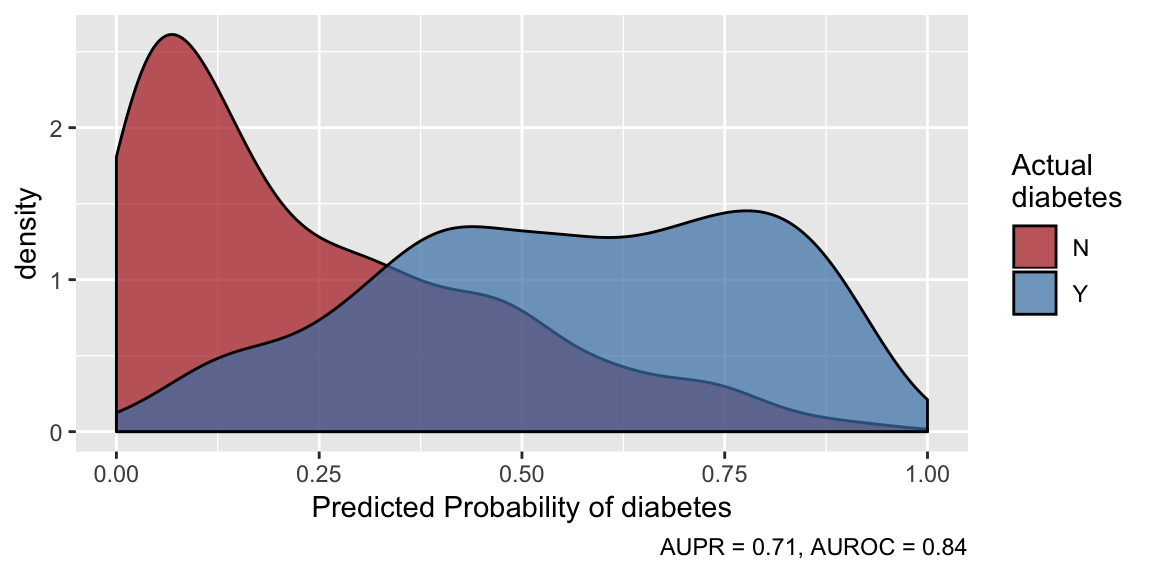 density
2
1
0
0.00 0.25 0.50 0.75 1.00
Predicted Probability of diabetes
AUPR = 0.71, AUROC = 0.84
Actual
diabetes
N
Y